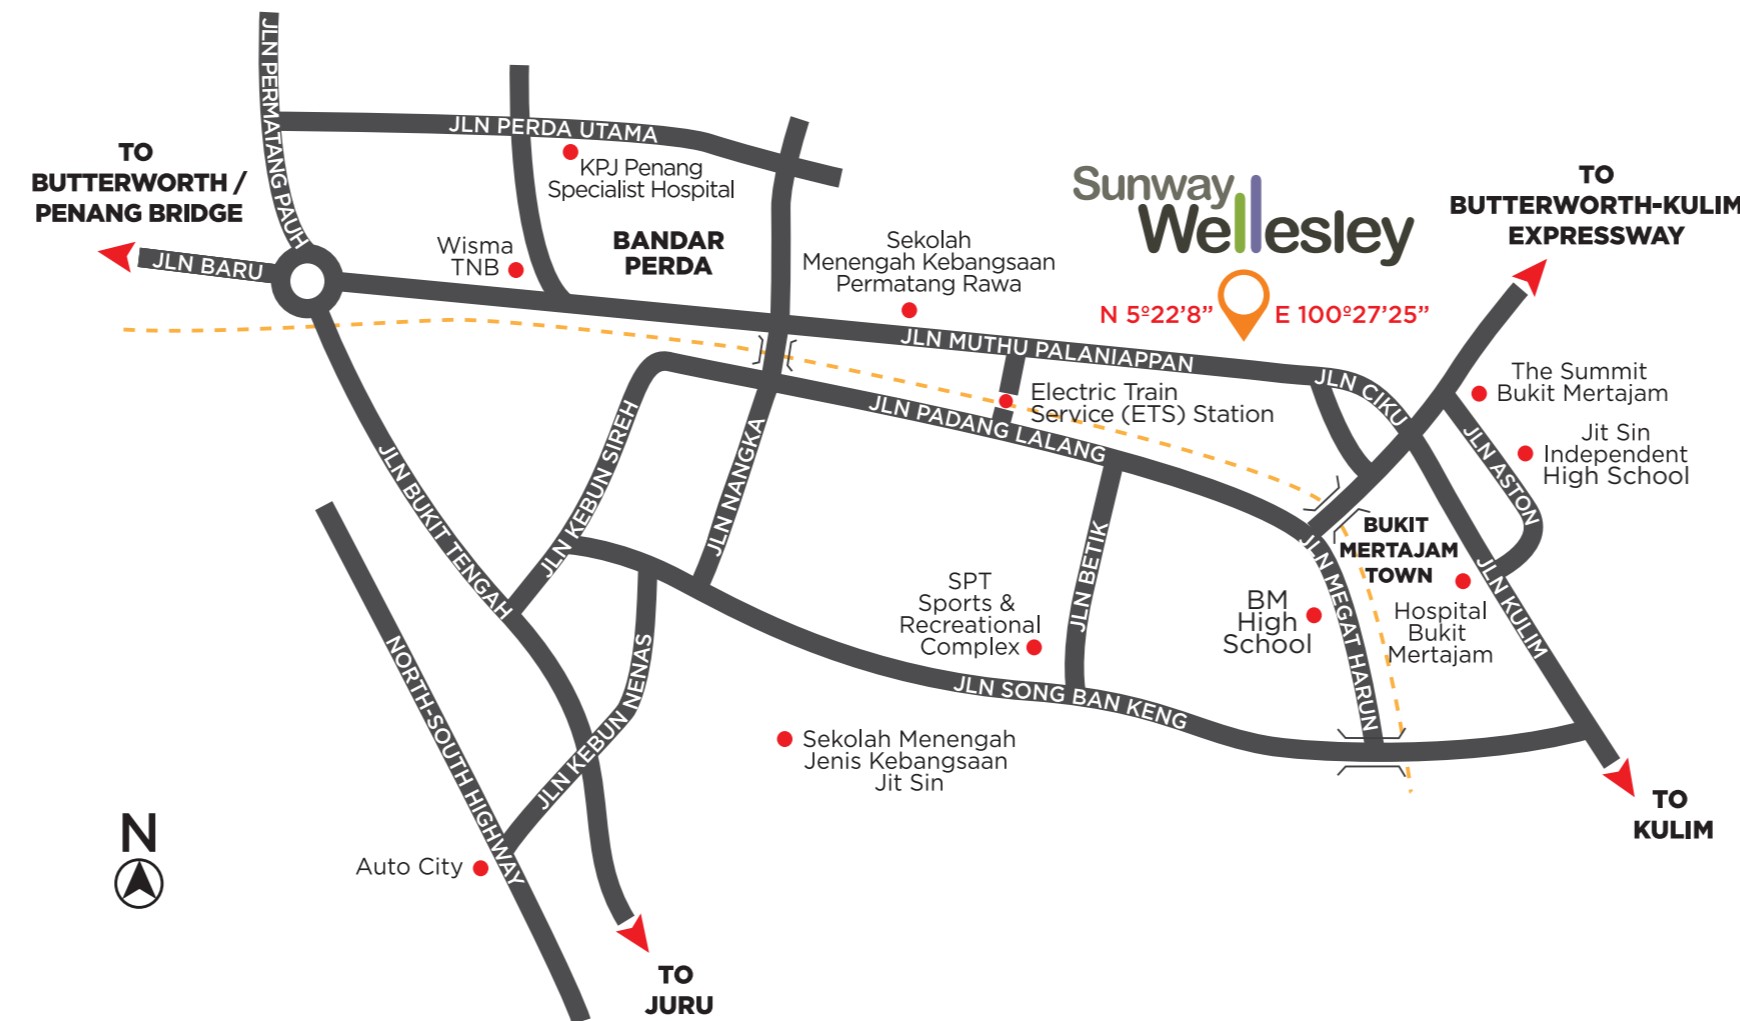 JLN PERMATANG PAUH
JLN PERDA UTAMA
KPJ Penang
Specialist Hospital
TO
BUTTERWORTH /
PENANG BRIDGE
JLN BARU
Wisma
TNB
BANDAR
PERDA
Sekolah
Menengah Kebangsaan
Permatang Rawa
Sunway
Wellesley
N 5º22'8”
E 100º27'25”
TO
BUTTERWORTH-KULIM
EXPRESSWAY
JLN MUTHU PALANIAPPAN
JLN CIKU
The Summit
Bukit Mertajam
Jit Sin
Independent
High School
JLN ASTON
Electric Train
Service (ETS) Station
JLN PADANG LALANG
JLN KEBUN SIREH
JLN NANGKA
JLN BUKIT TENGAH
JLN BETIK
BUKIT
MERTAJAM
TOWN
JLN KULIM
Hospital
Bukit
Mertajam
BM
High
School
JLN MEGAT HARUN
SPT
Sports &
Recreational
Complex
JLN SONG BAN KENG
Sekolah Menengah
Jenis Kebangsaan
Jit Sin
JLN KEBUN NENAS
NORTH-SOUTH HIGHWAY
Auto City
N
TO
JURU
TO
KULIM